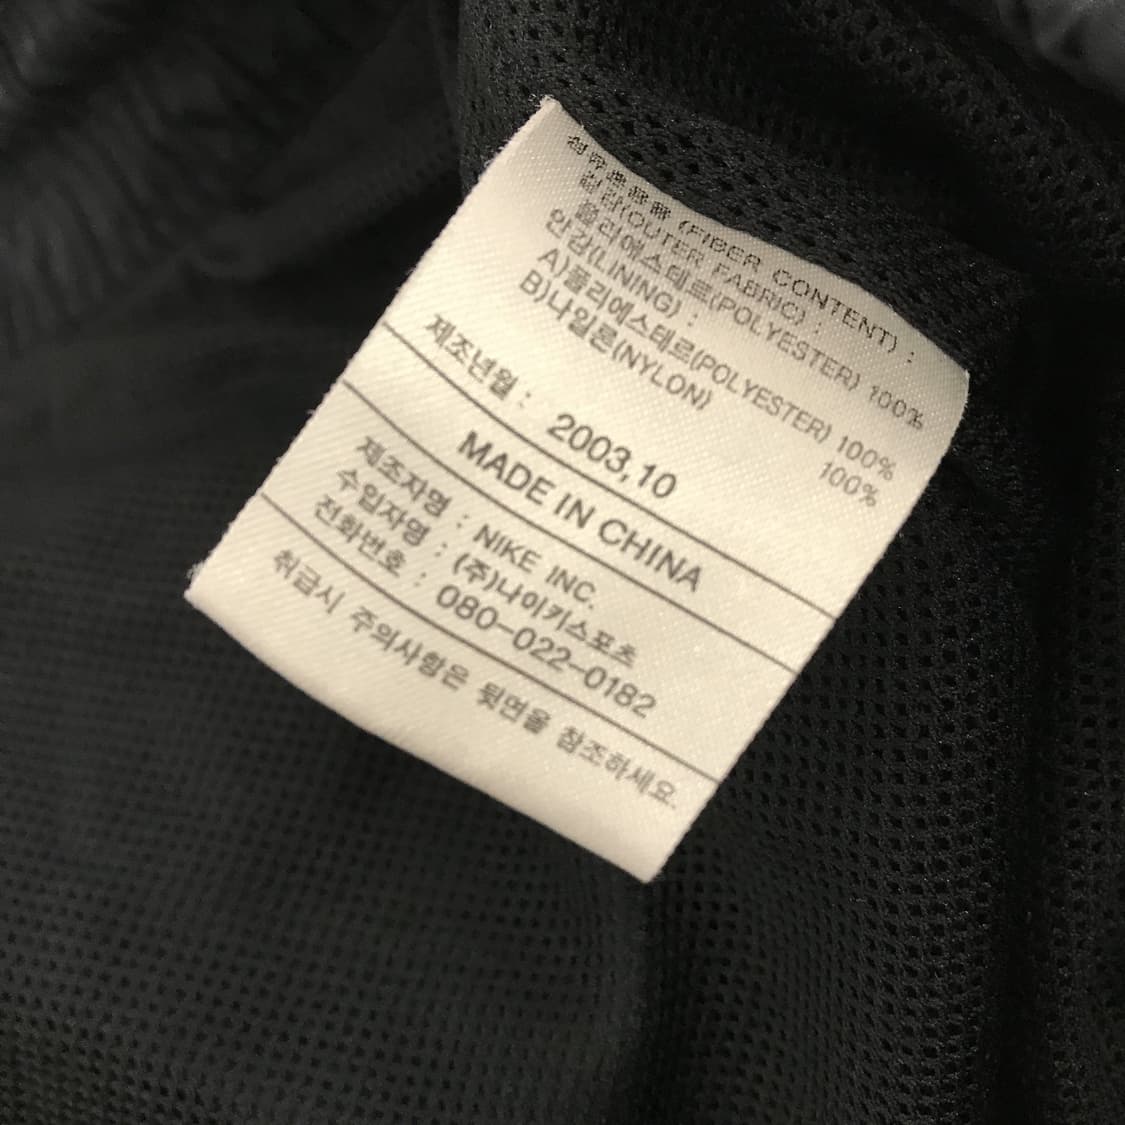 섬유혼용율 (FIBER CONTENT) :
겉감(OUTER FABRIC) :
폴리에스테르(POLYESTER) 100%
안감(LINING) :
A)폴리에스테르(POLYESTER) 100%
B)나일론(NYLON) 100%
제조년월 : 2003,10
MADE IN CHINA
제조자명 : NIKE INC.
수입자명 : (주)나이키스포츠
전화번호 : 080-022-0182
취급시 주의사항은 뒷면을 참조하세요.